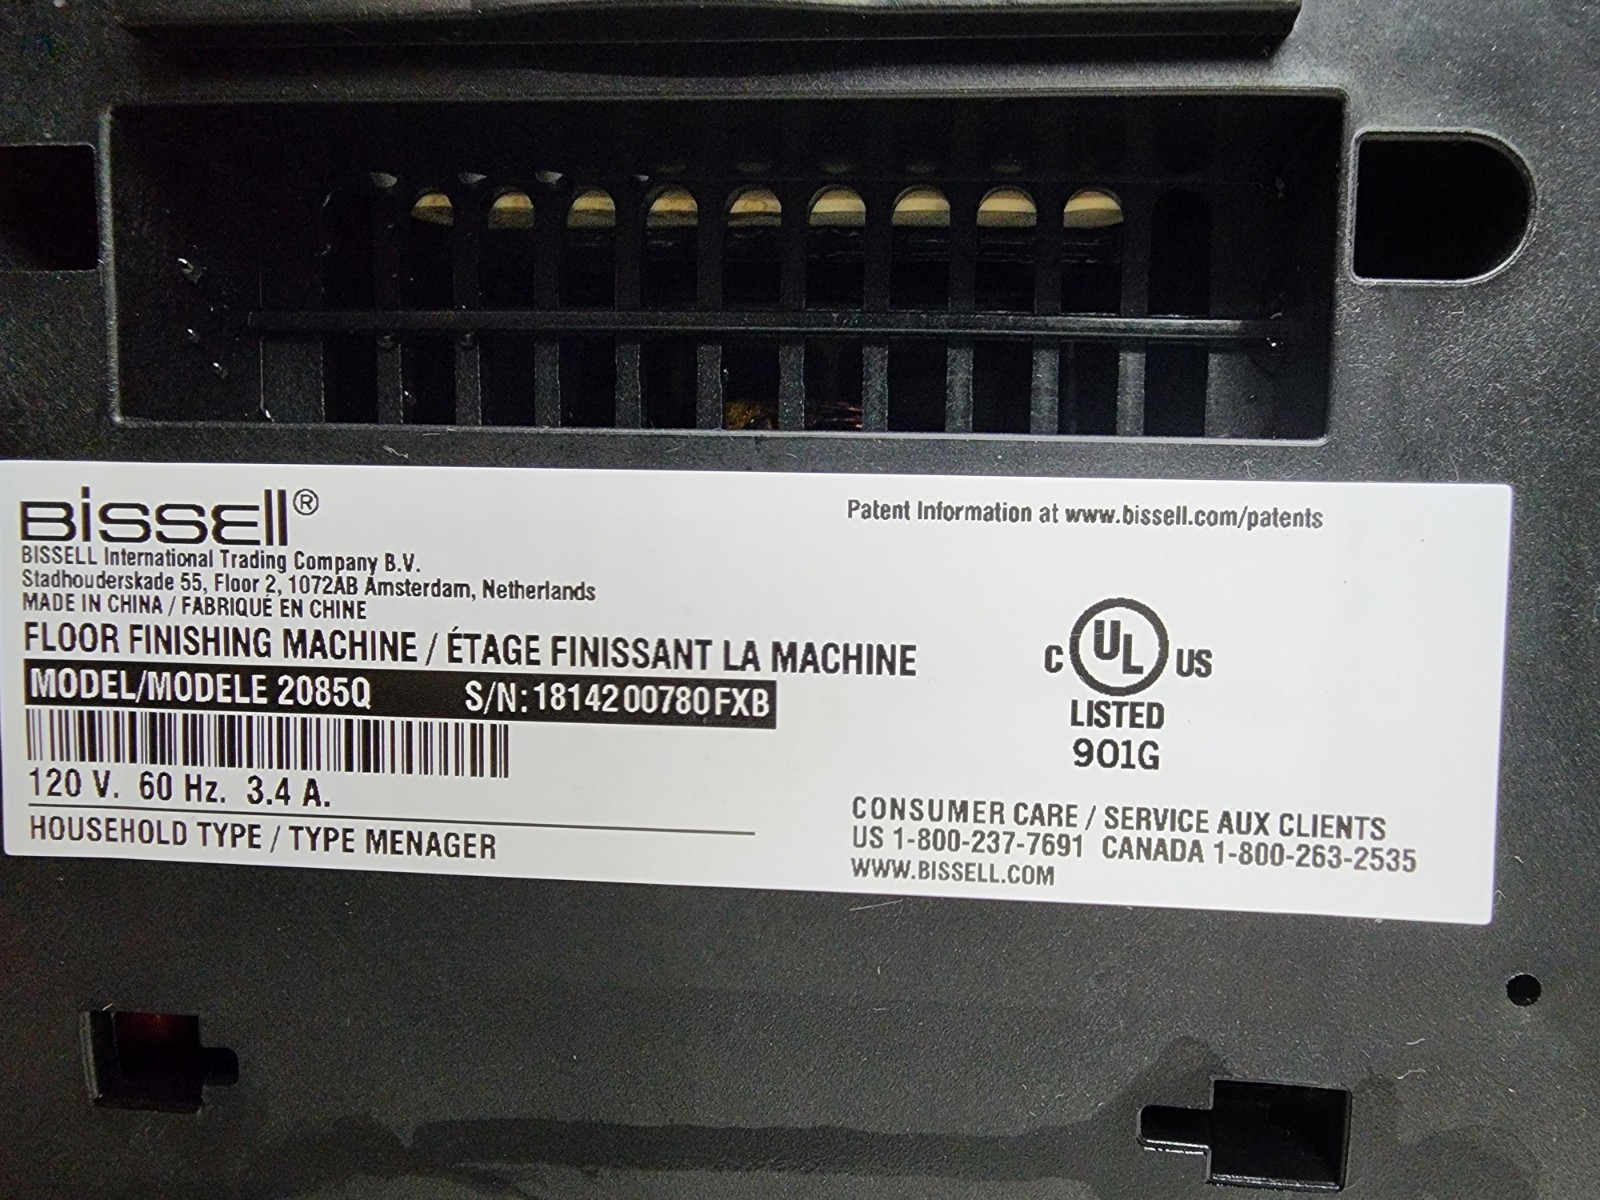 BISSELL®
BISSELL International Trading Company B.V.
Stadhouderskade 55, Floor 2, 1072AB Amsterdam, Netherlands
MADE IN CHINA / FABRIQUÉ EN CHINE
FLOOR FINISHING MACHINE / ÉTAGE FINISSANT LA MACHINE
MODEL/MODELE 2085Q S/N:1814200780FXB
120 V. 60 Hz. 3.4 A.
HOUSEHOLD TYPE / TYPE MENAGER
Patent Information at www.bissell.com/patents
C UL US
LISTED
901G
CONSUMER CARE / SERVICE AUX CLIENTS
US 1-800-237-7691 CANADA 1-800-263-2535
WWW.BISSELL.COM